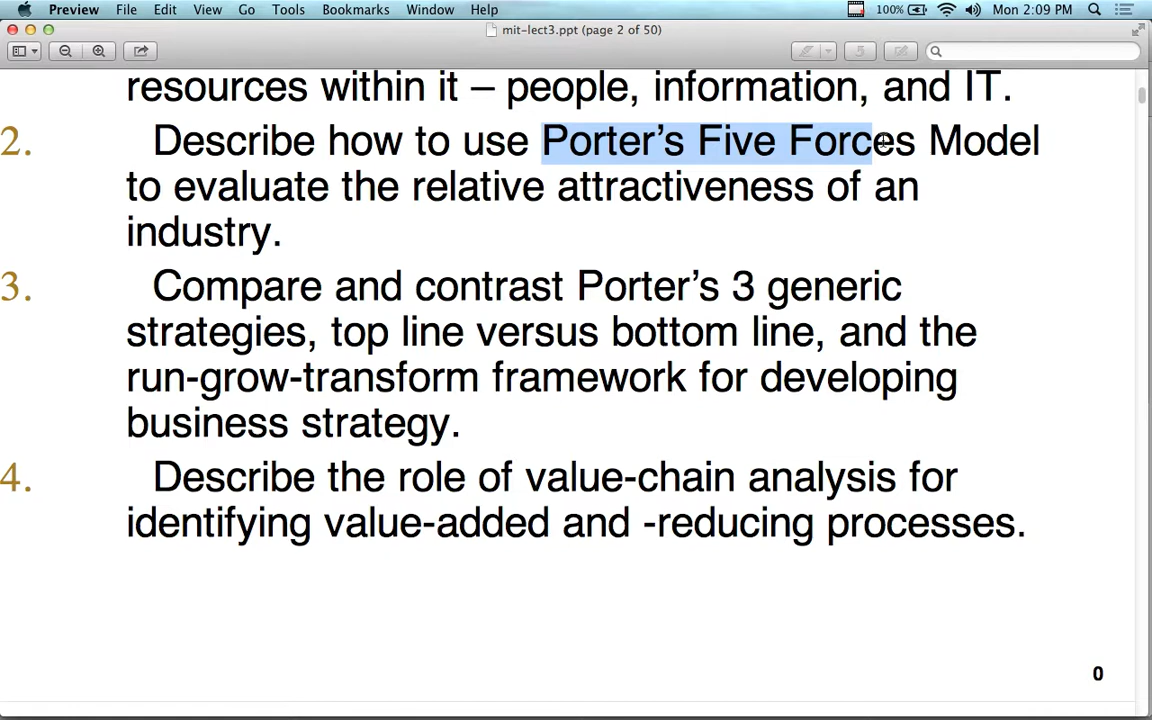 Preview File Edit View Go Tools Bookmarks Window Help 100% Mon 2:09 PM
mit-lect3.ppt (page 2 of 50)
resources within it – people, information, and IT.
2. Describe how to use Porter’s Five Forces Model
to evaluate the relative attractiveness of an
industry.
3. Compare and contrast Porter’s 3 generic
strategies, top line versus bottom line, and the
run-grow-transform framework for developing
business strategy.
4. Describe the role of value-chain analysis for
identifying value-added and -reducing processes.
0